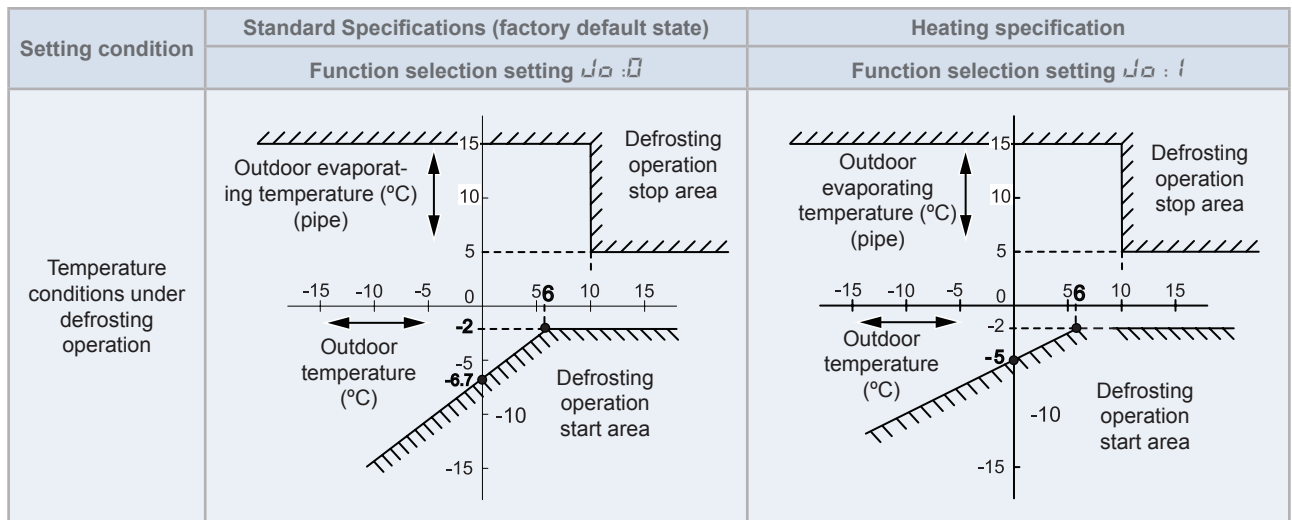 Setting condition
Standard Specifications (factory default state)
Heating specification
Function selection setting Jo :0
Function selection setting Jo : 1
Temperature
conditions under
defrosting
operation
15
Outdoor evaporat-
ing temperature (ºC)
(pipe)
10
5
Defrosting
operation
stop area
-15 -10 -5 0 5 6 10 15
-2
Outdoor
temperature
(ºC)
-5
-6.7
-10
-15
Defrosting
operation
start area
15
Outdoor
evaporating
temperature (ºC)
(pipe)
10
5
Defrosting
operation
stop area
-15 -10 -5 0 5 6 10 15
-2
Outdoor
temperature
(ºC)
-5
-10
-15
Defrosting
operation
start area